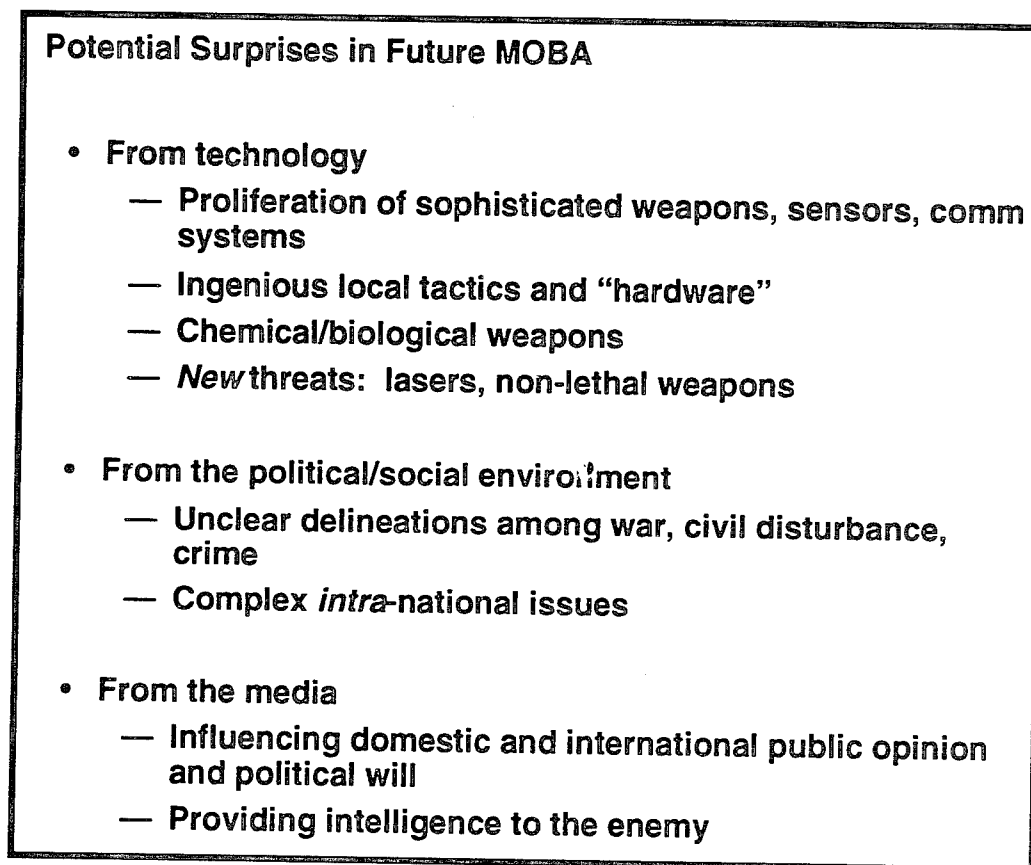 Potential Surprises in Future MOBA
• From technology
— Proliferation of sophisticated weapons, sensors, comm
systems
— Ingenious local tactics and “hardware”
— Chemical/biological weapons
— New threats: lasers, non-lethal weapons
• From the political/social environment
— Unclear delineations among war, civil disturbance,
crime
— Complex intra-national issues
• From the media
— Influencing domestic and international public opinion
and political will
— Providing intelligence to the enemy